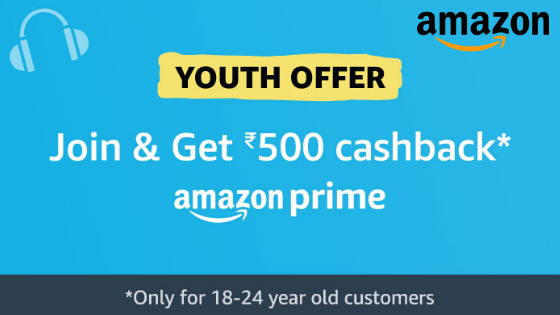 amazon
YOUTH OFFER
Join & Get ₹500 cashback*
amazon prime
*Only for 18-24 year old customers